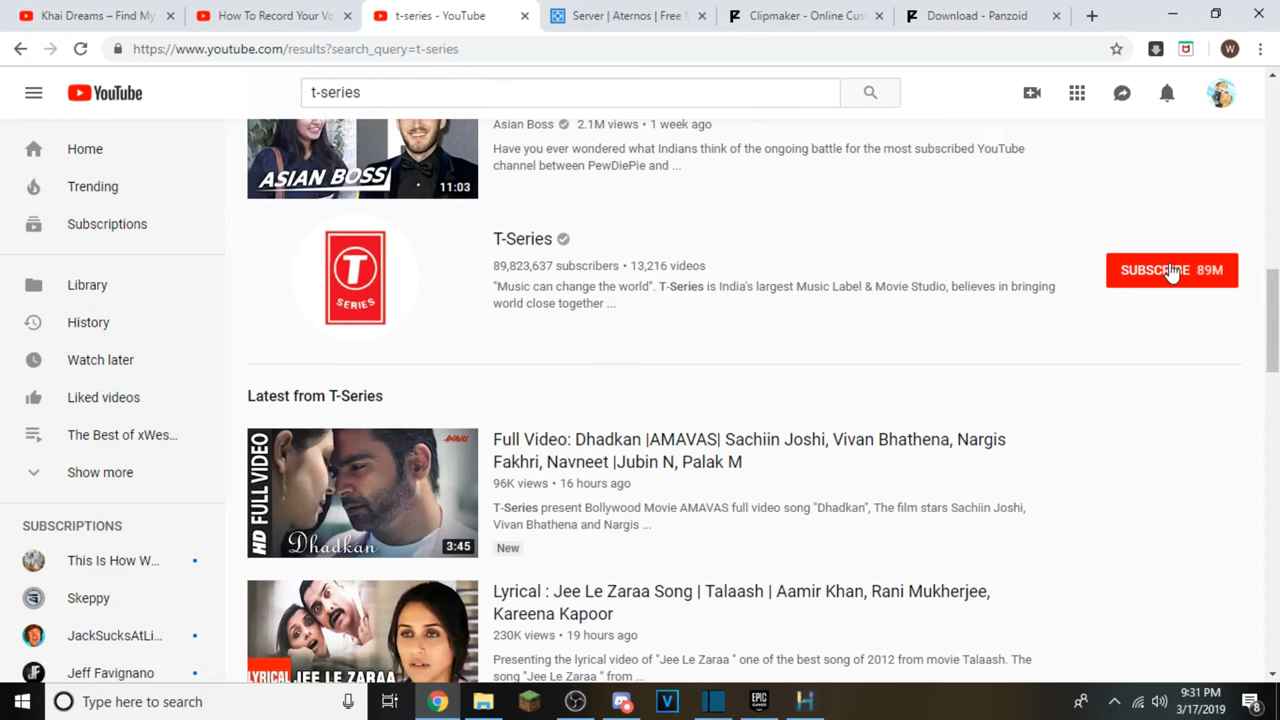 Khai Dreams – Find My
How To Record Your Vo
t-series - YouTube
Server | Aternos | Free
Clipmaker - Online Cus
Download - Panzoid
https://www.youtube.com/results?search_query=t-series
W
YouTube
t-series
Home
Trending
Subscriptions
Library
History
Watch later
Liked videos
The Best of xWes...
Show more
SUBSCRIPTIONS
This Is How W...
Skeppy
JackSucksAtLi...
Jeff Favignano
ASIAN BOSS
11:03
Asian Boss 2.1M views • 1 week ago
Have you ever wondered what Indians think of the ongoing battle for the most subscribed YouTube
channel between PewDiePie and ...
T
SERIES
T-Series
89,823,637 subscribers • 13,216 videos
"Music can change the world". T-Series is India's largest Music Label & Movie Studio, believes in bringing
world close together ...
SUBSCRIBE 89M
Latest from T-Series
HD FULL VIDEO
AMAVAS
Dhadkan
3:45
Full Video: Dhadkan |AMAVAS| Sachiin Joshi, Vivan Bhathena, Nargis
Fakhri, Navneet |Jubin N, Palak M
96K views • 16 hours ago
T-Series present Bollywood Movie AMAVAS full video song "Dhadkan", The film stars Sachiin Joshi,
Vivan Bhathena and Nargis ...
New
LYRICAL : JEE LE ZARAA
Lyrical : Jee Le Zaraa Song | Talaash | Aamir Khan, Rani Mukherjee,
Kareena Kapoor
230K views • 19 hours ago
Presenting the lyrical video of "Jee Le Zaraa " one of the best song of 2012 from movie Talaash. The
song "Jee Le Zaraa" from ...
Type here to search
V
EPIC
GAMES
H
9:31 PM
3/17/2019
8